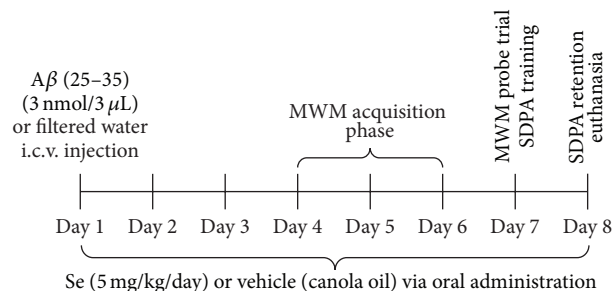 Aβ (25–35)
(3 nmol/3 μL)
or filtered water
i.c.v. injection
MWM acquisition
phase
MWM probe trial
SDPA training
SDPA retention
euthanasia
Day 1 Day 2 Day 3 Day 4 Day 5 Day 6 Day 7 Day 8
Se (5 mg/kg/day) or vehicle (canola oil) via oral administration